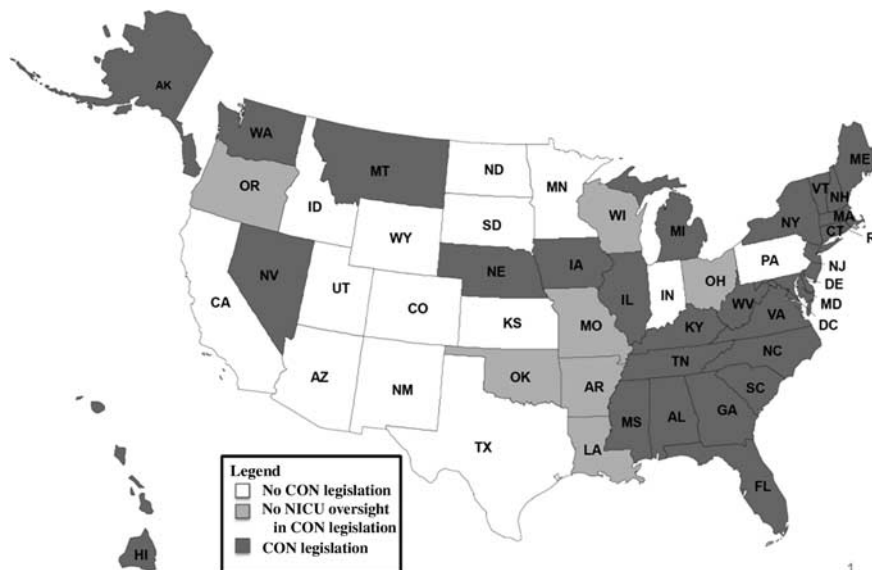 AK
WA
MT
ND
MN
ME
VT
NH
OR
ID
SD
WI
MI
NY
MA
CT
R
WY
NV
NE
IA
PA
NJ
OH
DE
UT
IL
IN
WV
MD
CA
CO
VA
DC
KS
MO
KY
NC
TN
AZ
NM
OK
AR
SC
MS
AL
GA
TX
LA
FL
HI
Legend
No CON legislation
No NICU oversight
in CON legislation
CON legislation
1